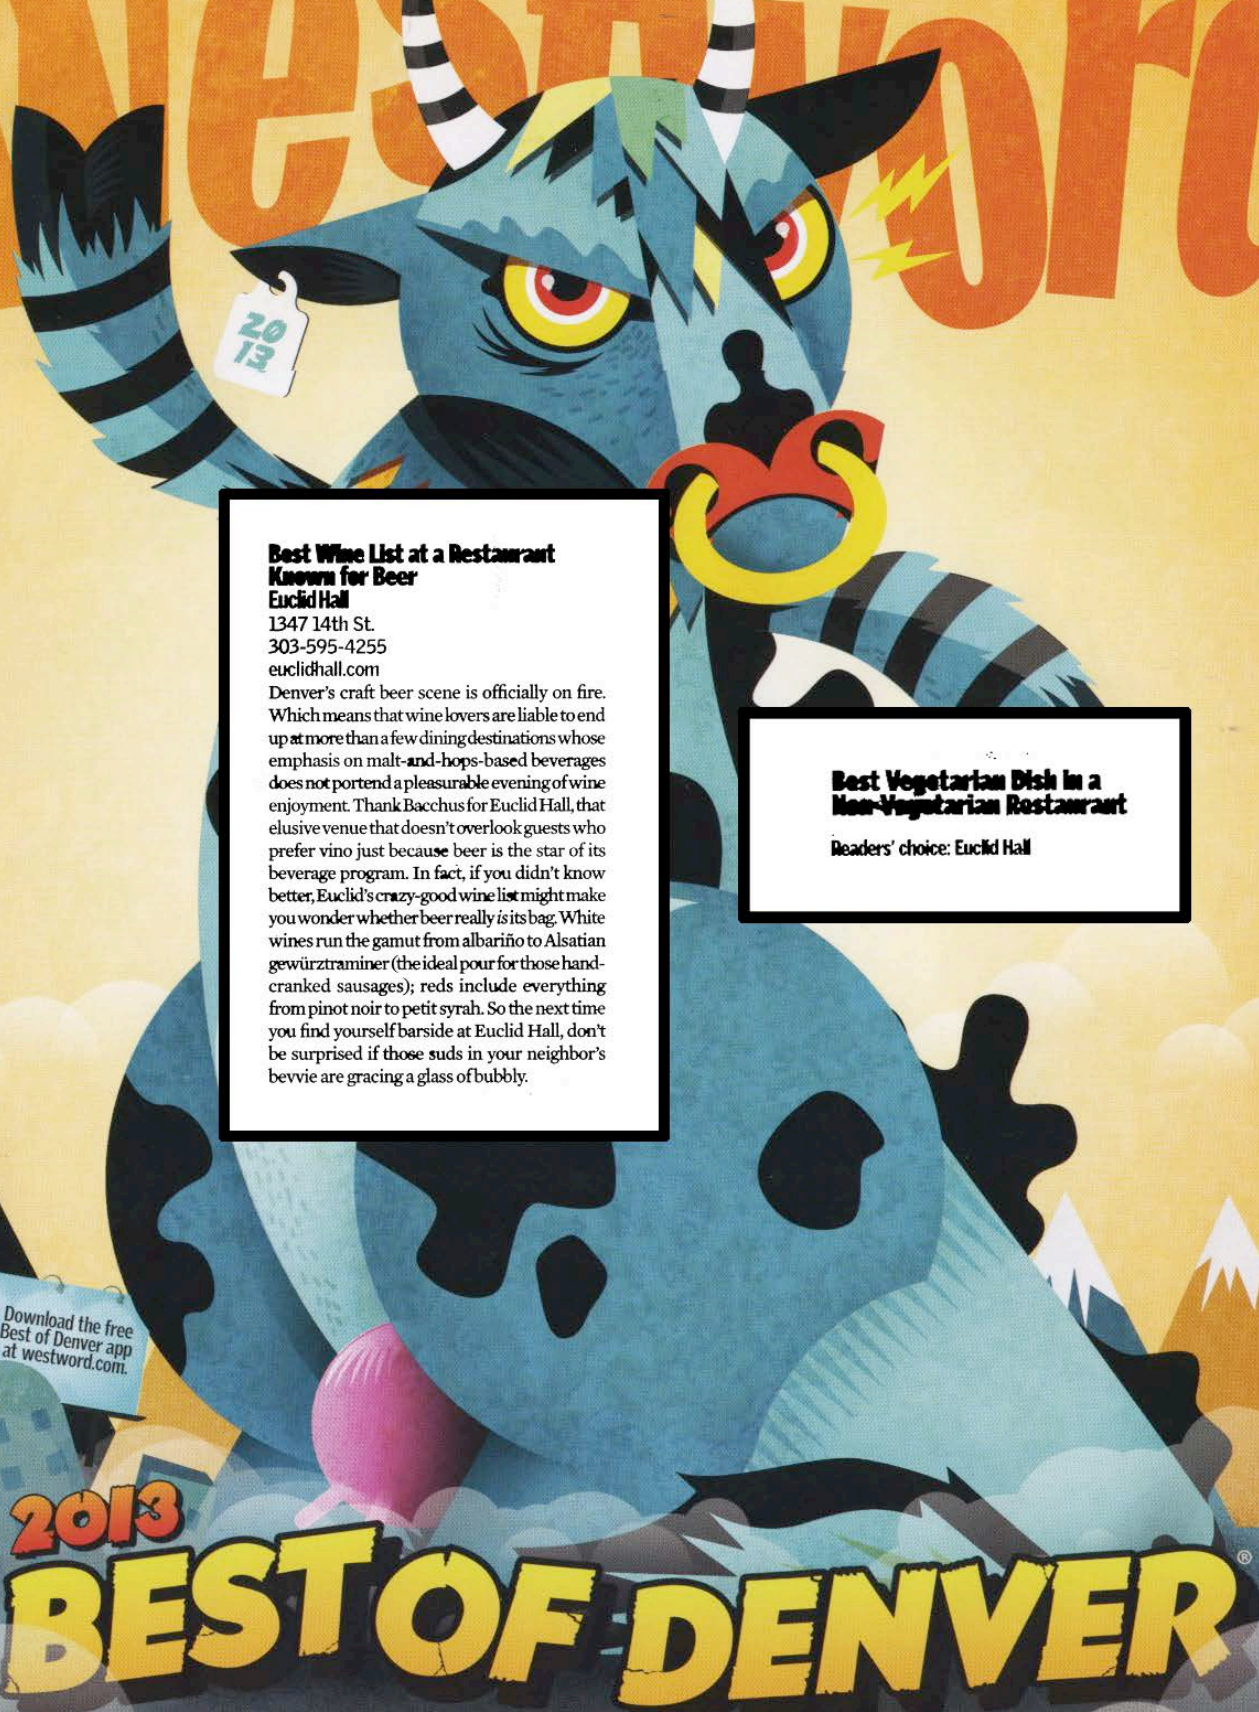 Westword
20
13
Best Wine List at a Restaurant
Known for Beer
Euclid Hall
1347 14th St.
303-595-4255
euclidhall.com
Denver's craft beer scene is officially on fire.
Which means that wine lovers are liable to end
up at more than a few dining destinations whose
emphasis on malt-and-hops-based beverages
does not portend a pleasurable evening of wine
enjoyment. Thank Bacchus for Euclid Hall, that
elusive venue that doesn't overlook guests who
prefer vino just because beer is the star of its
beverage program. In fact, if you didn't know
better, Euclid's crazy-good wine list might make
you wonder whether beer really is its bag. White
wines run the gamut from albariño to Alsatian
gewürztraminer (the ideal pour for those hand-
cranked sausages); reds include everything
from pinot noir to petit syrah. So the next time
you find yourself barside at Euclid Hall, don't
be surprised if those suds in your neighbor's
bevvie are gracing a glass of bubbly.
Best Vegetarian Dish in a
Non-Vegetarian Restaurant
Readers' choice: Euclid Hall
Download the free
Best of Denver app
at westword.com.
2013
BEST OF DENVER®